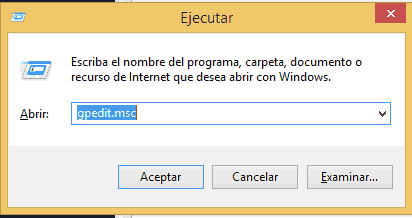 Ejecutar
Escriba el nombre del programa, carpeta, documento o
recurso de Internet que desea abrir con Windows.
Abrir: gpedit.msc
Aceptar Cancelar Examinar...